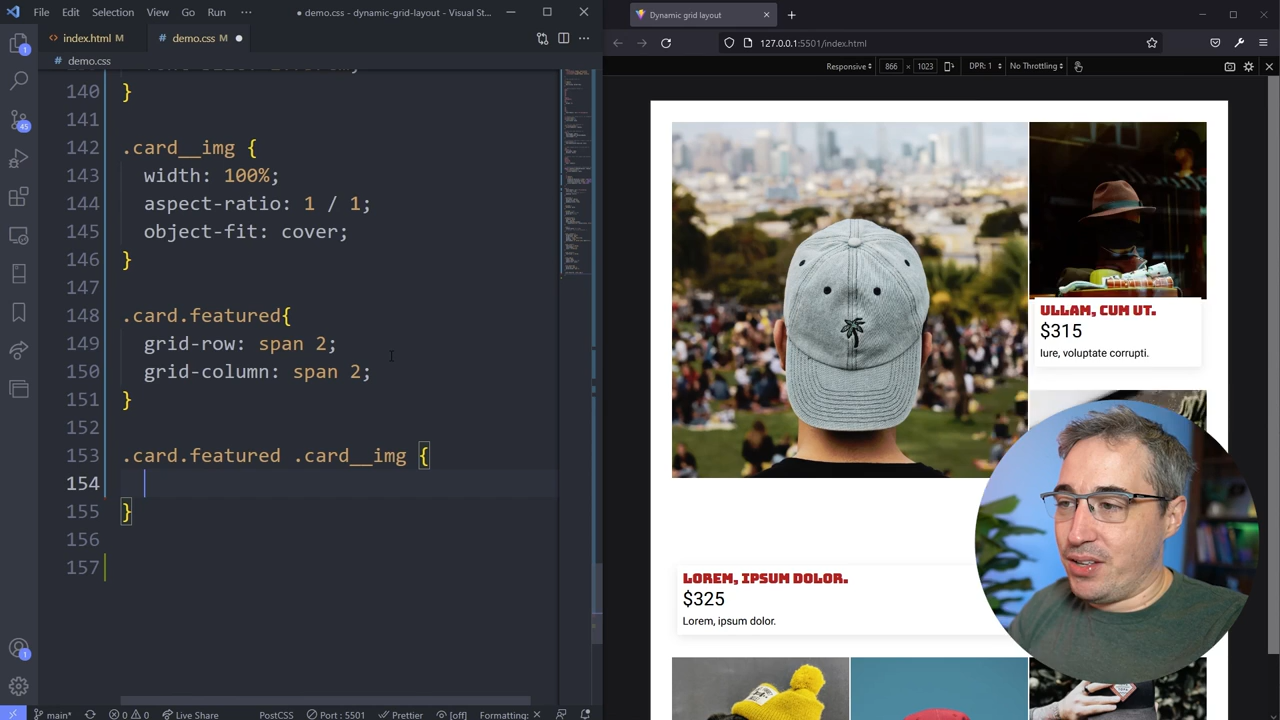 File Edit Selection View Go Run ··· ● demo.css - dynamic-grid-layout - Visual St...
index.html M
demo.css M ●
demo.css
140 }
141
142 .card__img {
143 width: 100%;
144 aspect-ratio: 1 / 1;
145 object-fit: cover;
146 }
147
148 .card.featured{
149 grid-row: span 2;
150 grid-column: span 2;
151 }
152
153 .card.featured .card__img {
154
155 }
156
157
1
45
1
main* 0 0 Live Share PostCSS Port : 5501 Prettier [off] Formatting: ✕
Dynamic grid layout
127.0.0.1:5501/index.html
Responsive 866 × 1023 DPR: 1 No Throttling
ULLAM, CUM UT.
$315
Iure, voluptate corrupti.
LOREM, IPSUM DOLOR.
$325
Lorem, ipsum dolor.